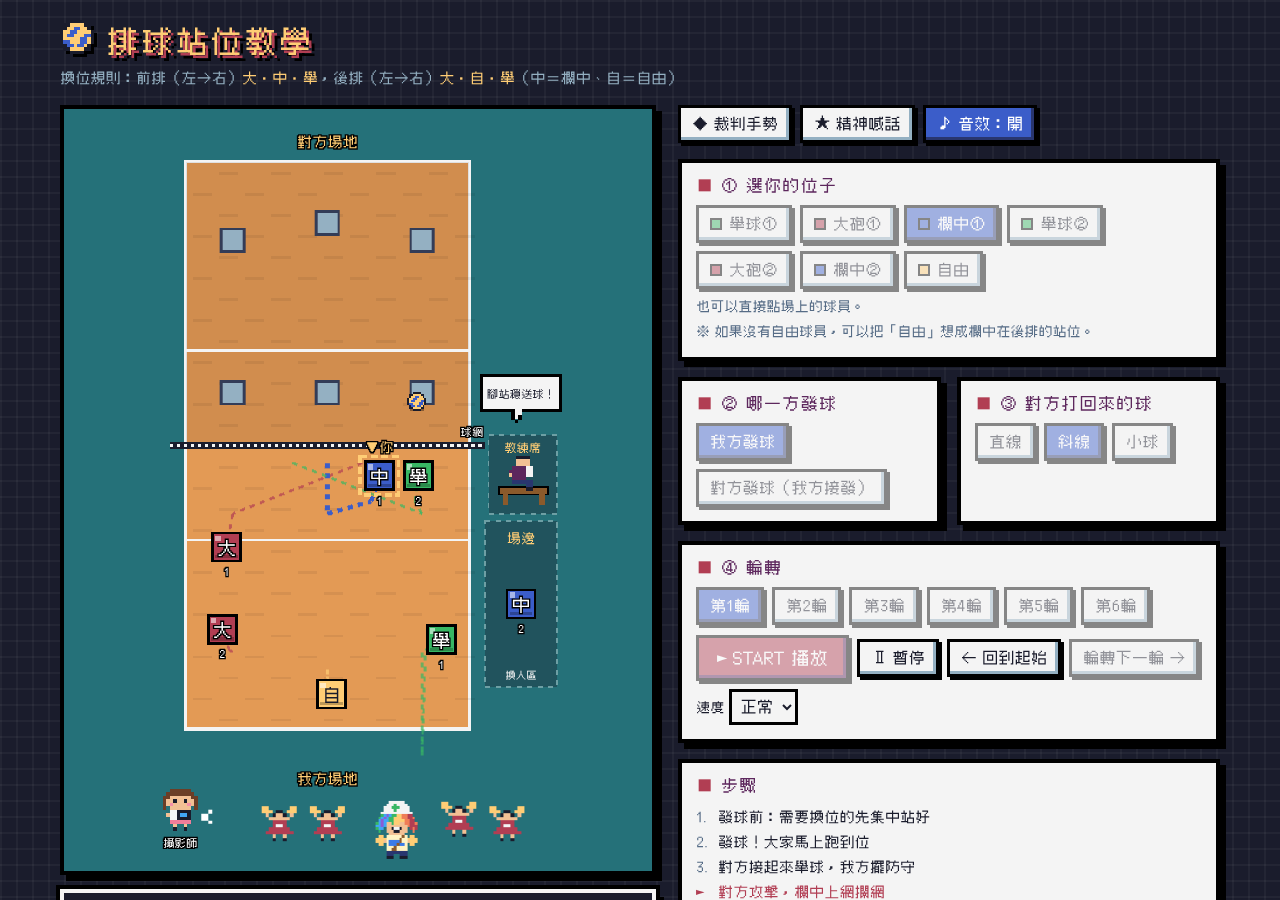 排球站位教學
換位規則：前排（左→右）大・中・學，後排（左→右）大・自・學（中＝欄中、自＝自由）
對方場地
腳站穩送球！
球網
你
教練席
中
1
舉
2
場邊
大
1
中
2
大
2
舉
1
換人區
自
我方場地
攝影師
◆ 裁判手勢
★ 精神喊話
♪ 音效：開
■ ① 選你的位子
學球①
大砲①
欄中①
學球②
大砲②
欄中②
自由
也可以直接點場上的球員。
※ 如果沒有自由球員，可以把「自由」想成欄中在後排的站位。
■ ② 哪一方發球
我方發球
對方發球（我方接發）
■ ③ 對方打回來的球
直線
斜線
小球
■ ④ 輪轉
第1輪
第2輪
第3輪
第4輪
第5輪
第6輪
► START 播放
Ⅱ 暫停
← 回到起始
輪轉下一輪 →
速度
正常
■ 步驟
1. 發球前：需要換位的先集中站好
2. 發球！大家馬上跑到位
3. 對方接起來學球，我方擺防守
► 對方攻擊，欄中上網攔網